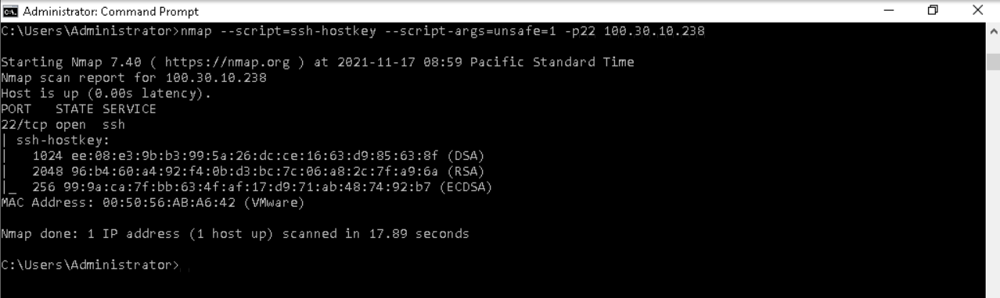 Administrator: Command Prompt
C:\Users\Administrator>nmap --script=ssh-hostkey --script-args=unsafe=1 -p22 100.30.10.238
Starting Nmap 7.40 ( https://nmap.org ) at 2021-11-17 08:59 Pacific Standard Time
Nmap scan report for 100.30.10.238
Host is up (0.00s latency).
PORT   STATE SERVICE
22/tcp open  ssh
| ssh-hostkey:
|   1024 ee:08:e3:9b:b3:99:5a:26:dc:ce:16:63:d9:85:63:8f (DSA)
|   2048 96:b4:60:a4:92:f4:0b:d3:bc:7c:06:a8:2c:7f:a9:6a (RSA)
|_  256 99:9a:ca:7f:bb:63:4f:af:17:d9:71:ab:48:74:92:b7 (ECDSA)
MAC Address: 00:50:56:AB:A6:42 (VMware)
Nmap done: 1 IP address (1 host up) scanned in 17.89 seconds
C:\Users\Administrator>